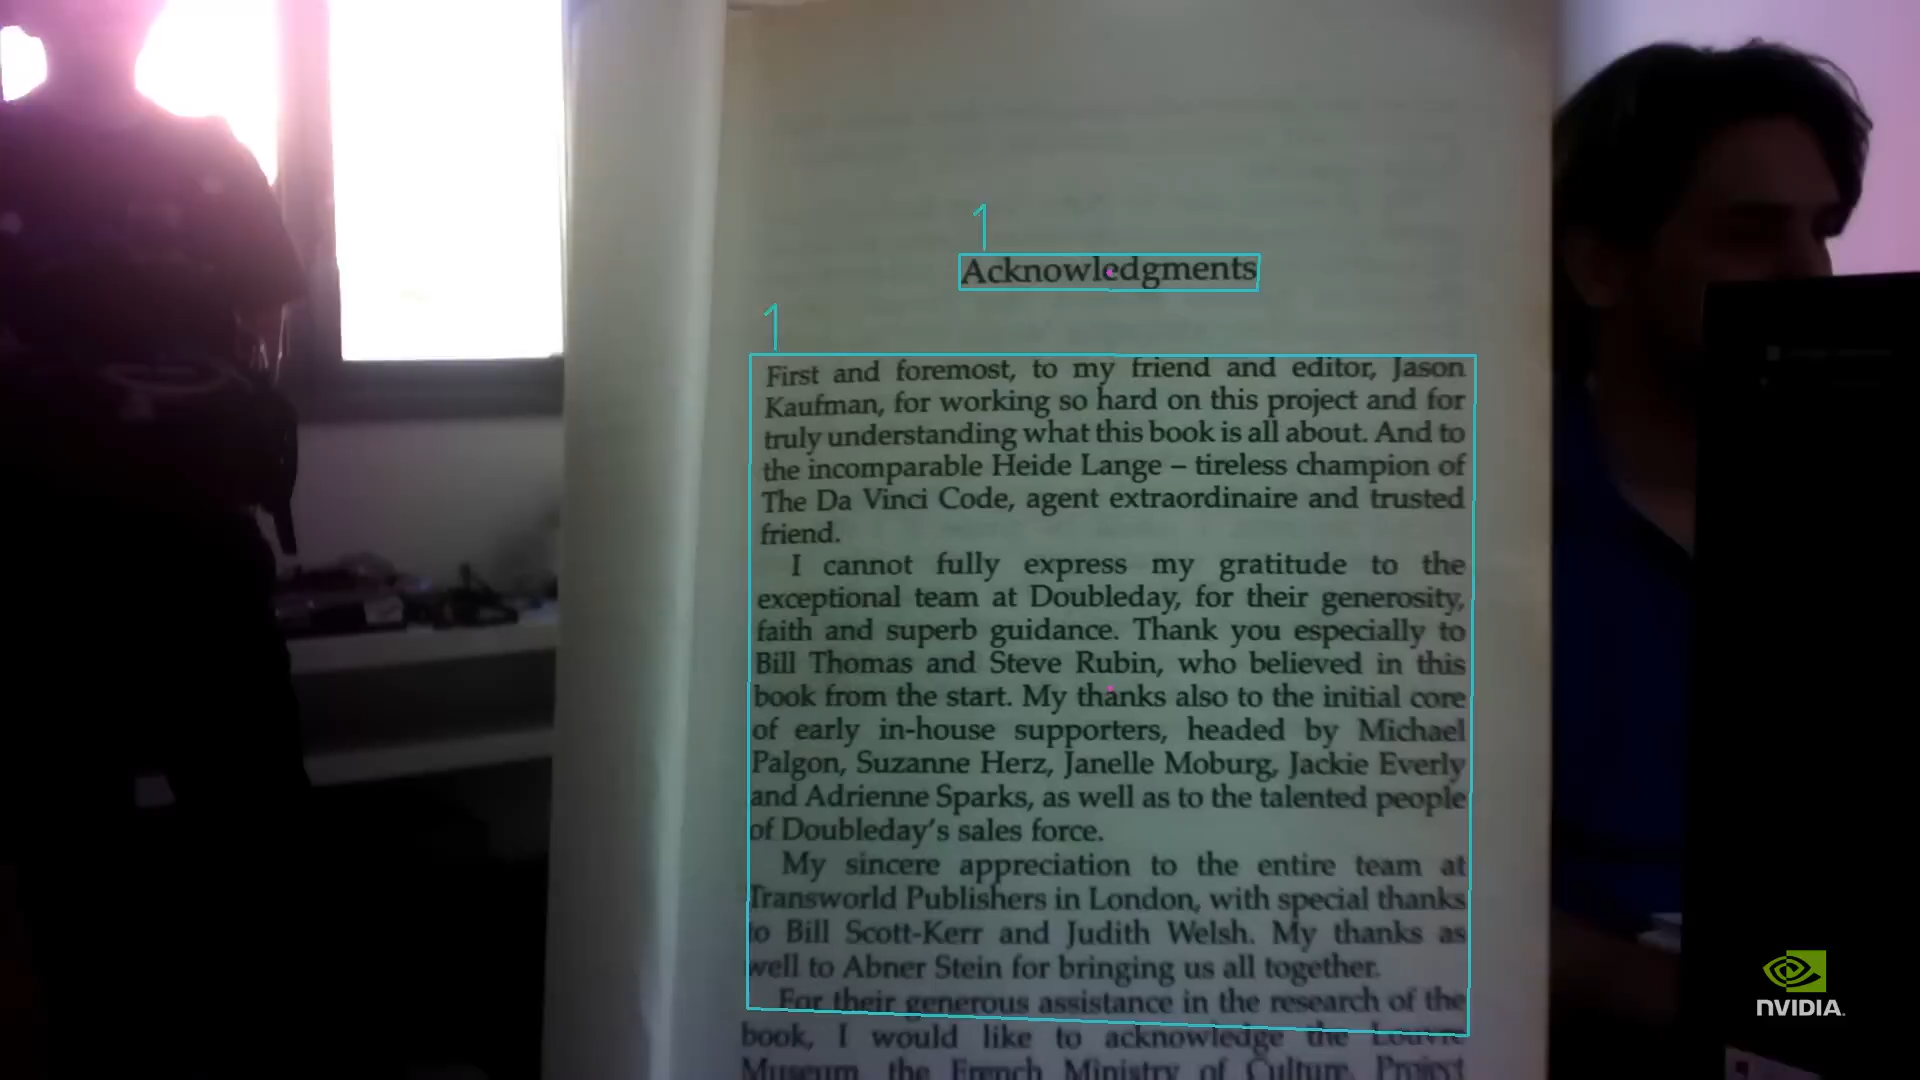 1
Acknowledgments
1
First and foremost, to my friend and editor, Jason
Kaufman, for working so hard on this project and for
truly understanding what this book is all about. And to
the incomparable Heide Lange – tireless champion of
The Da Vinci Code, agent extraordinaire and trusted
friend.
I cannot fully express my gratitude to the
exceptional team at Doubleday, for their generosity,
faith and superb guidance. Thank you especially to
Bill Thomas and Steve Rubin, who believed in this
book from the start. My thanks also to the initial core
of early in-house supporters, headed by Michael
Palgon, Suzanne Herz, Janelle Moburg, Jackie Everly
and Adrienne Sparks, as well as to the talented people
of Doubleday's sales force.
My sincere appreciation to the entire team at
Transworld Publishers in London, with special thanks
to Bill Scott-Kerr and Judith Welsh. My thanks as
well to Abner Stein for bringing us all together.
For their generous assistance in the research of the
book, I would like to acknowledge the Louvre
Museum, the French Ministry of Culture, Project
NVIDIA.